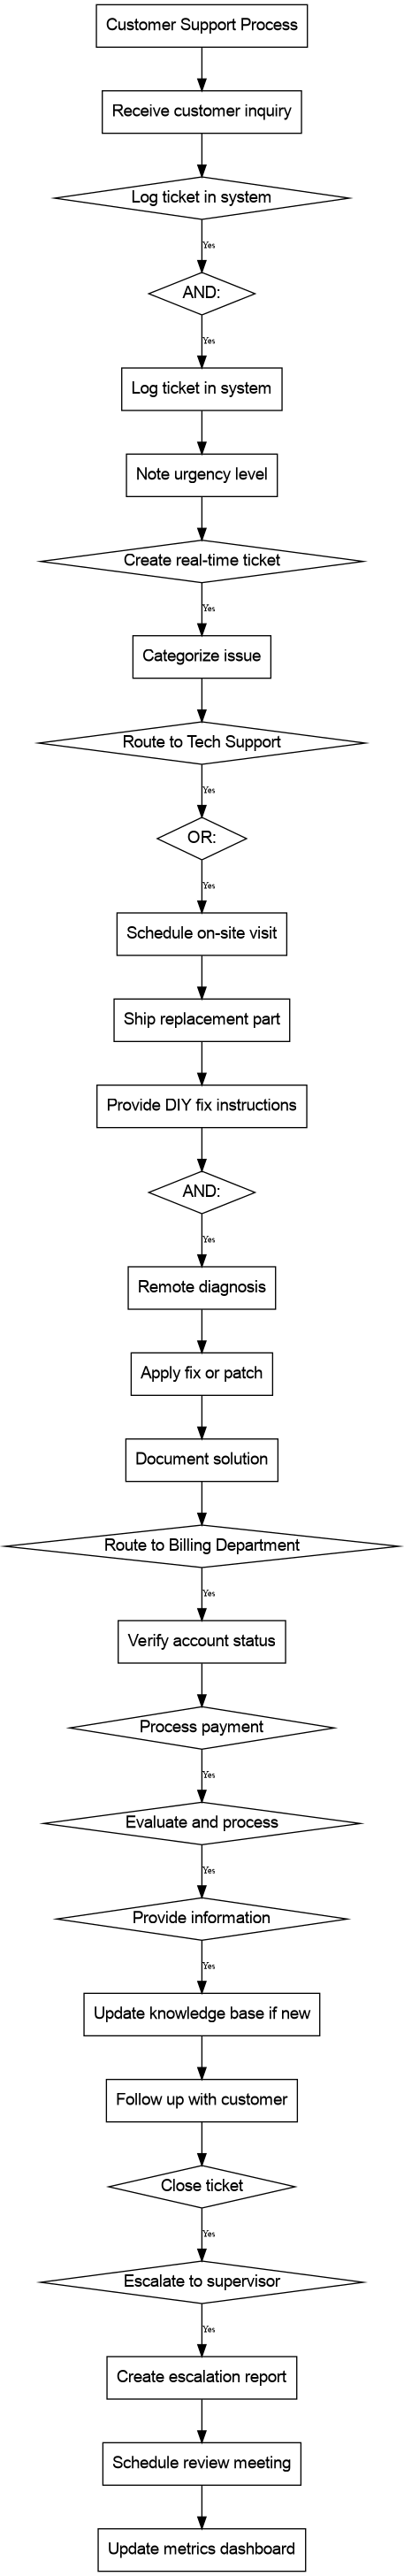 Customer Support Process
Receive customer inquiry
Log ticket in system
Yes
AND:
Yes
Log ticket in system
Note urgency level
Create real-time ticket
Yes
Categorize issue
Route to Tech Support
Yes
OR:
Yes
Schedule on-site visit
Ship replacement part
Provide DIY fix instructions
AND:
Yes
Remote diagnosis
Apply fix or patch
Document solution
Route to Billing Department
Yes
Verify account status
Process payment
Yes
Evaluate and process
Yes
Provide information
Yes
Update knowledge base if new
Follow up with customer
Close ticket
Yes
Escalate to supervisor
Yes
Create escalation report
Schedule review meeting
Update metrics dashboard